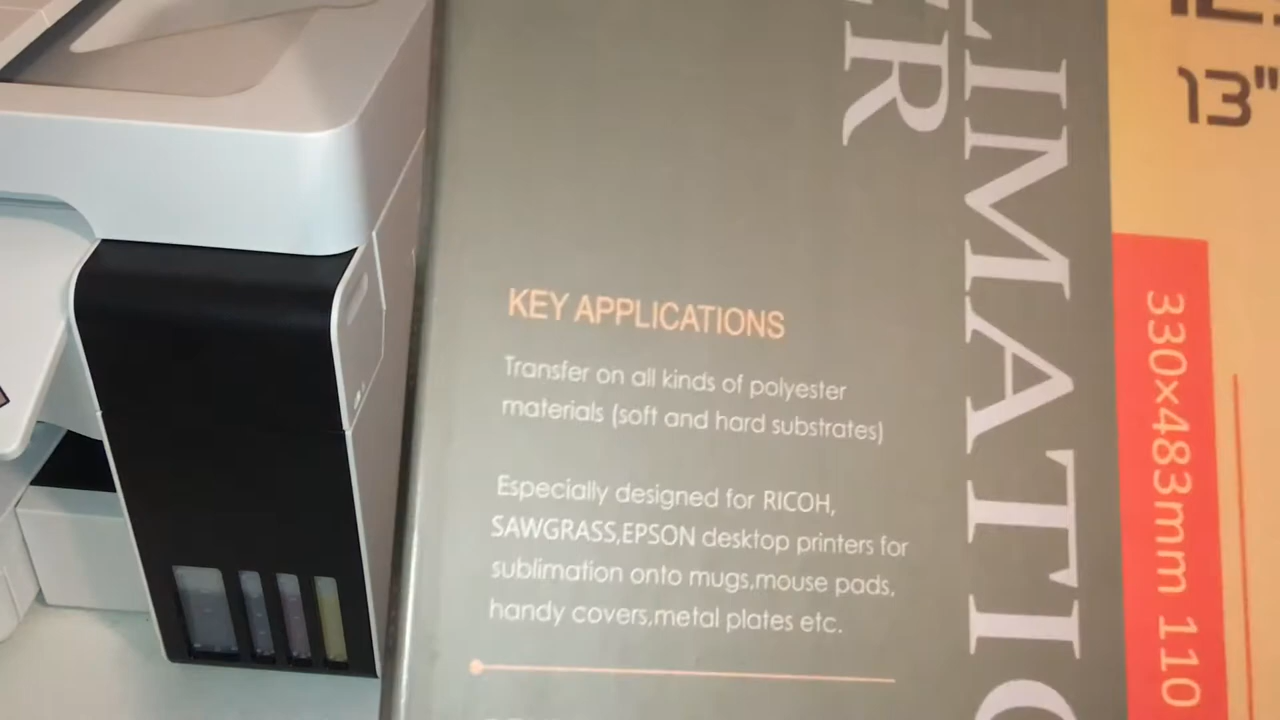 KEY APPLICATIONS
Transfer on all kinds of polyester
materials (soft and hard substrates)
Especially designed for RICOH,
SAWGRASS,EPSON desktop printers for
sublimation onto mugs,mouse pads,
handy covers,metal plates etc.
13"
330×483mm 110